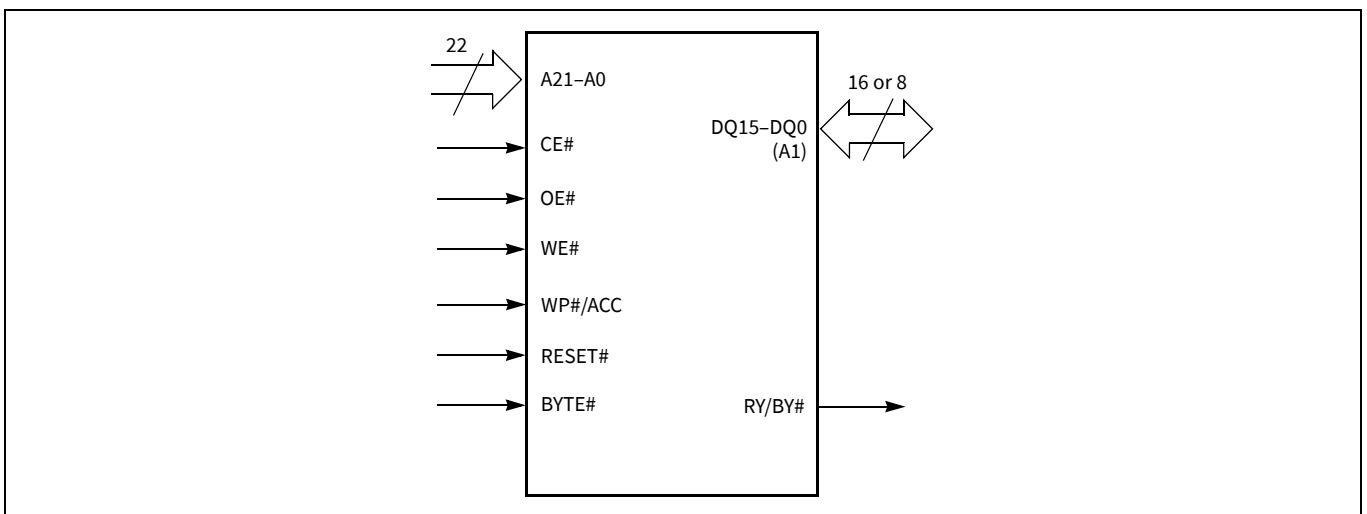 22
A21–A0
16 or 8
DQ15–DQ0
(A1)
CE#
OE#
WE#
WP#/ACC
RESET#
BYTE#
RY/BY#